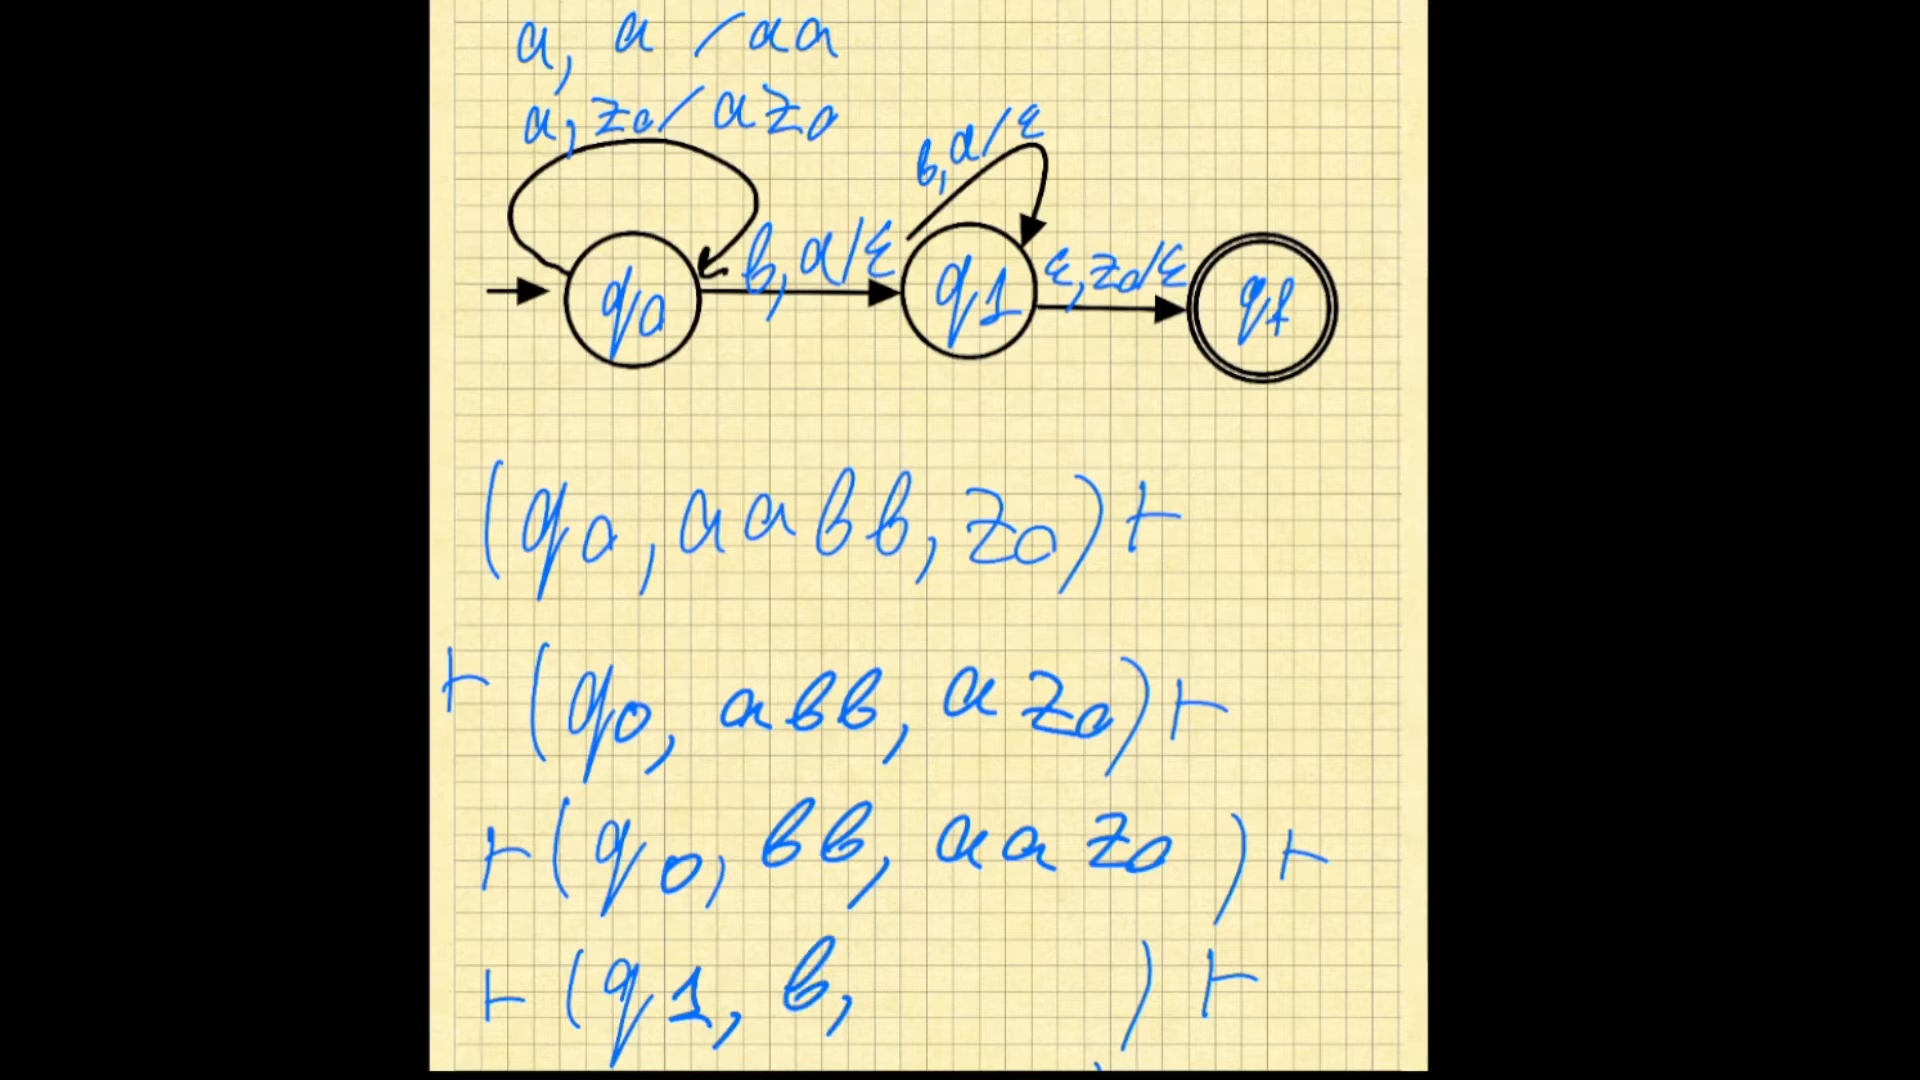 a, a / aa
a, z0 / az0
b, a/ε
b, a/ε
ε, z0/ε
q0
q1
qf
(q0, aabb, z0) ⊢
⊢ (q0, abb, az0) ⊢
⊢ (q0, bb, aaz0) ⊢
⊢ (q1, b, ) ⊢